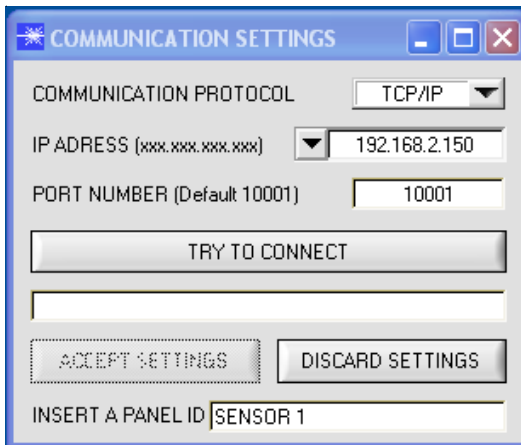 COMMUNICATION SETTINGS
COMMUNICATION PROTOCOL TCP/IP
IP ADRESS (xxx.xxx.xxx.xxx) 192.168.2.150
PORT NUMBER (Default 10001) 10001
TRY TO CONNECT
ACCEPT SETTINGS DISCARD SETTINGS
INSERT A PANEL ID SENSOR 1